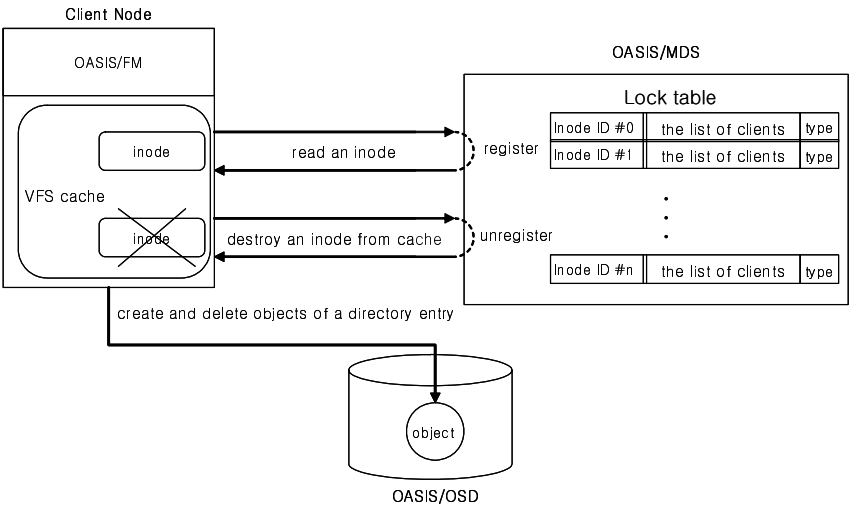 Client Node
OASIS/FM
OASIS/MDS
Lock table
Inode ID #0 the list of clients type
Inode ID #1 the list of clients type
inode
read an inode
register
VFS cache
inode
destroy an inode from cache
unregister
Inode ID #n the list of clients type
create and delete objects of a directory entry
object
OASIS/OSD